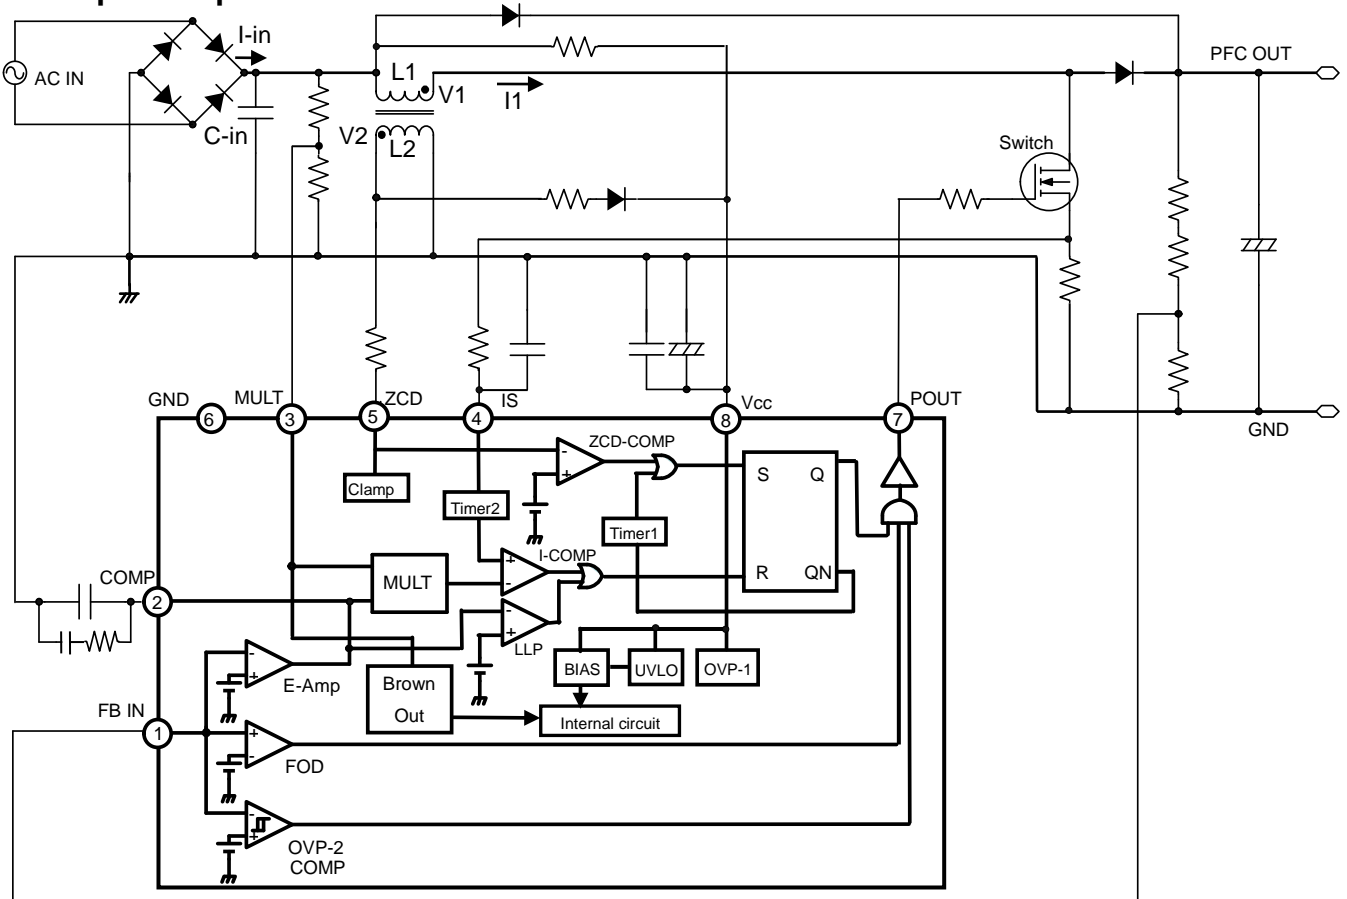 I-in
PFC OUT
AC IN
L1
V1
I1
C-in
V2
L2
Switch
GND
MULT
ZCD
IS
Vcc
POUT
6
3
5
4
8
7
GND
ZCD-COMP
-
+
S
Q
Clamp
Timer2
Timer1
I-COMP
+
-
R
QN
COMP
MULT
2
-
+
LLP
BIAS
UVLO
OVP-1
-
+
E-Amp
Brown
Out
FB IN
1
Internal circuit
+
-
FOD
-
+
OVP-2
COMP